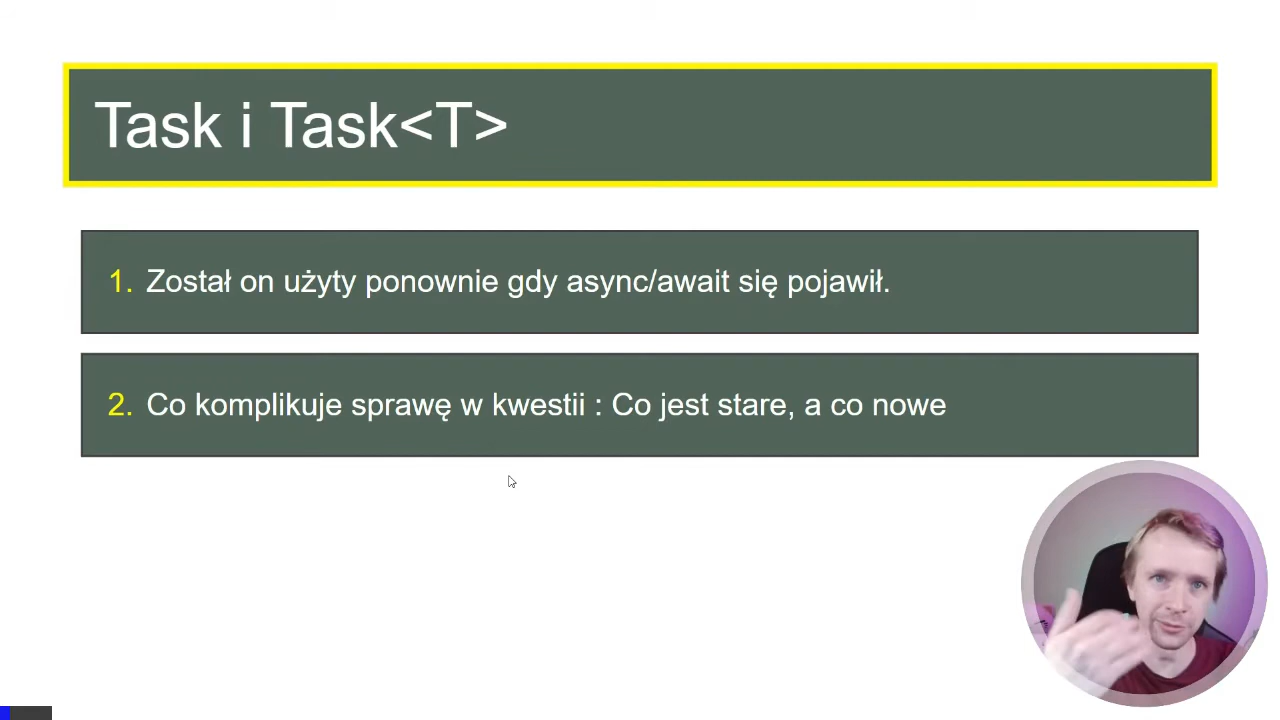 Task i Task<T>
1. Został on użyty ponownie gdy async/await się pojawił.
2. Co komplikuje sprawę w kwestii : Co jest stare, a co nowe